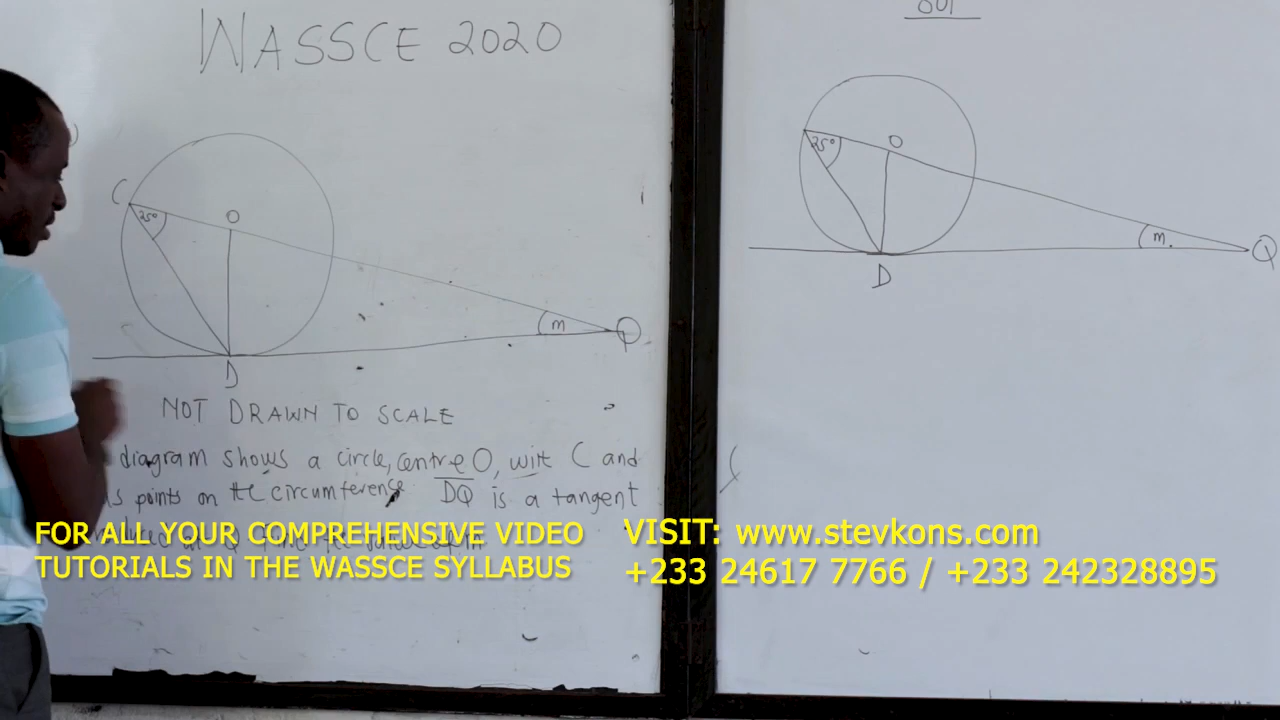 WASSCE 2020
C
25°
O
m
Q
D
NOT DRAWN TO SCALE
diagram shows a circle, centre O, with C and
points on the circumference DQ is a tangent
O
25°
m.
Q
D
FOR ALL YOUR COMPREHENSIVE VIDEO
TUTORIALS IN THE WASSCE SYLLABUS
VISIT: www.stevkons.com
+233 24617 7766 / +233 242328895